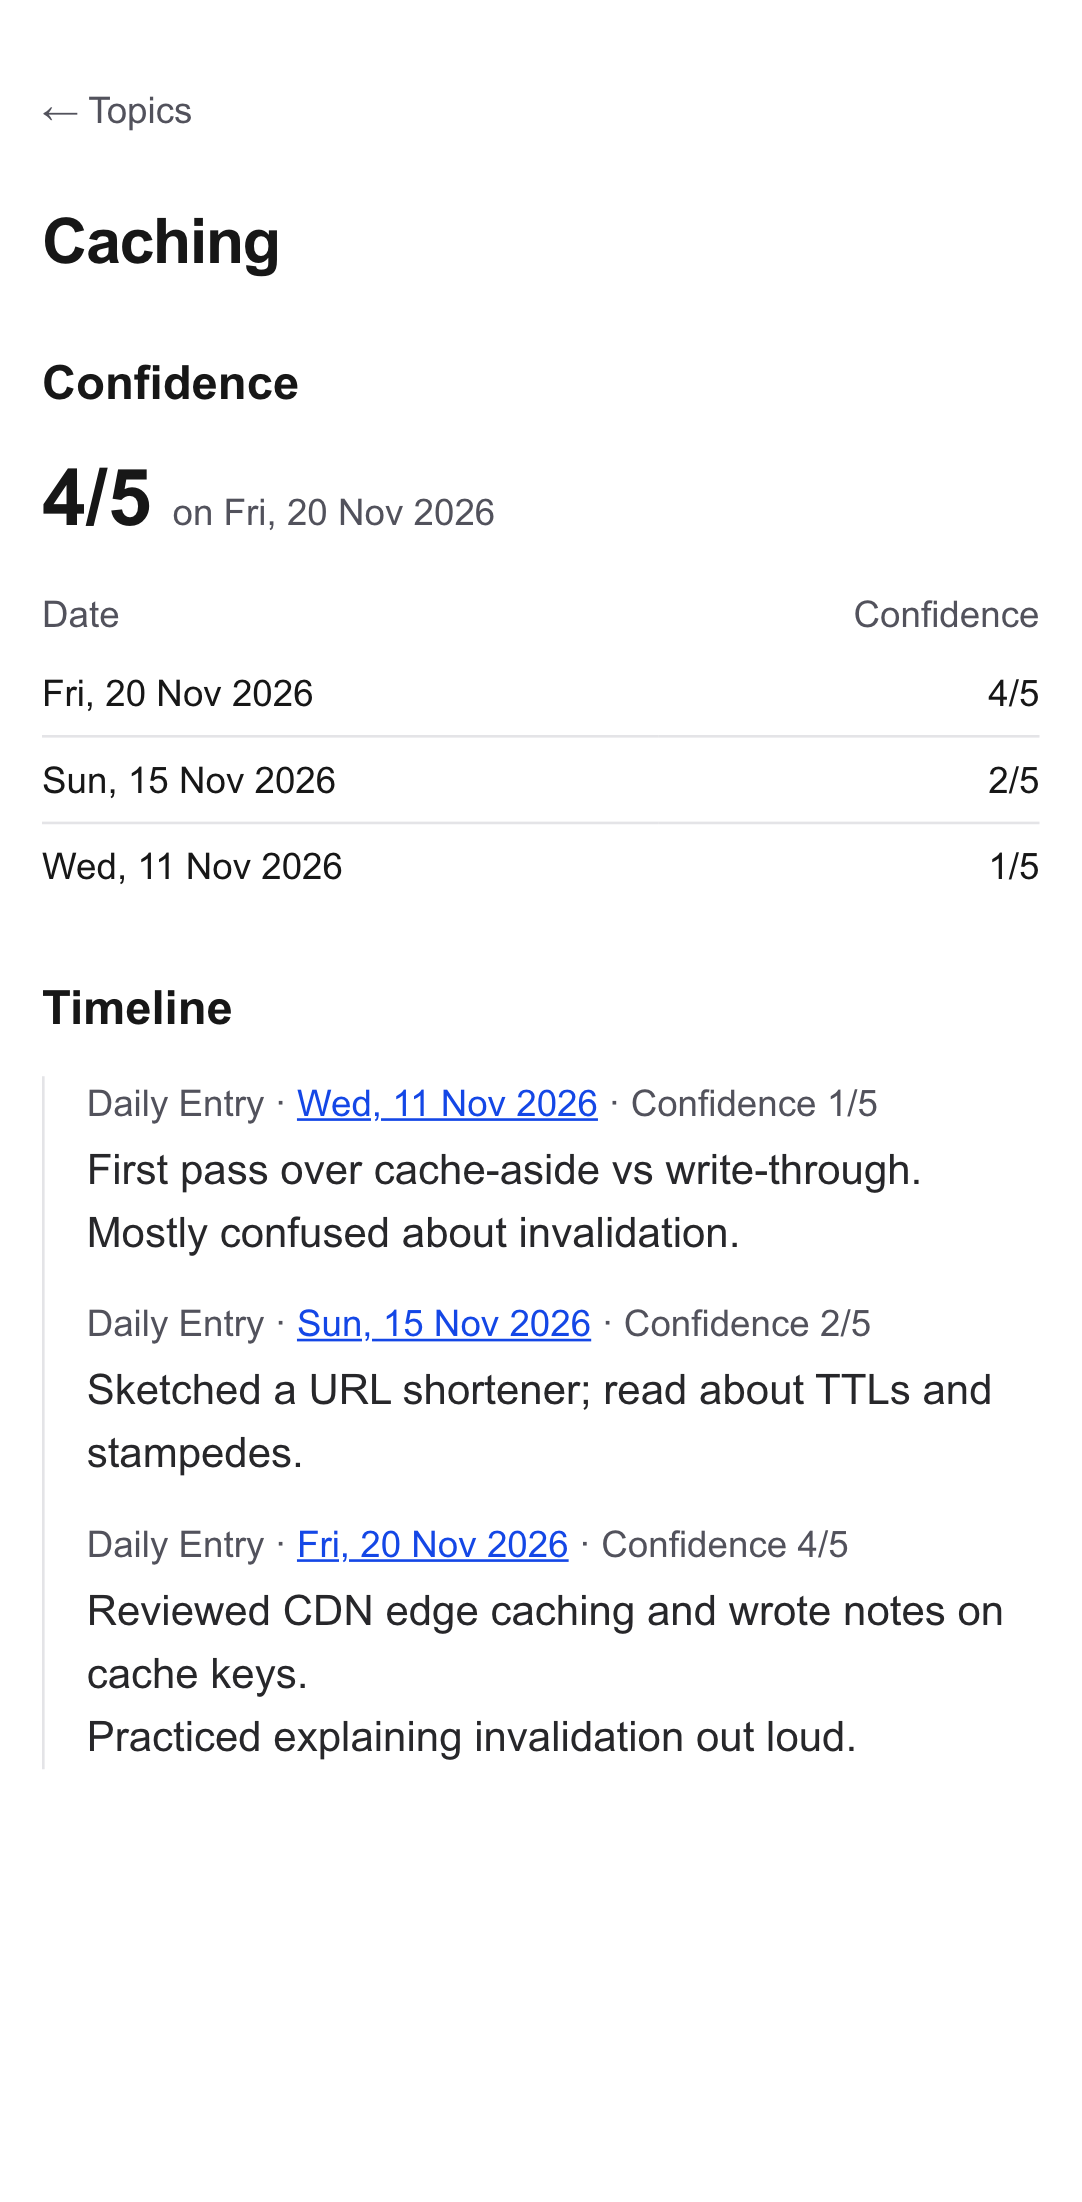 ← Topics
Caching
Confidence
4/5 on Fri, 20 Nov 2026
Date Confidence
Fri, 20 Nov 2026 4/5
Sun, 15 Nov 2026 2/5
Wed, 11 Nov 2026 1/5
Timeline
Daily Entry · Wed, 11 Nov 2026 · Confidence 1/5
First pass over cache-aside vs write-through.
Mostly confused about invalidation.
Daily Entry · Sun, 15 Nov 2026 · Confidence 2/5
Sketched a URL shortener; read about TTLs and
stampedes.
Daily Entry · Fri, 20 Nov 2026 · Confidence 4/5
Reviewed CDN edge caching and wrote notes on
cache keys.
Practiced explaining invalidation out loud.